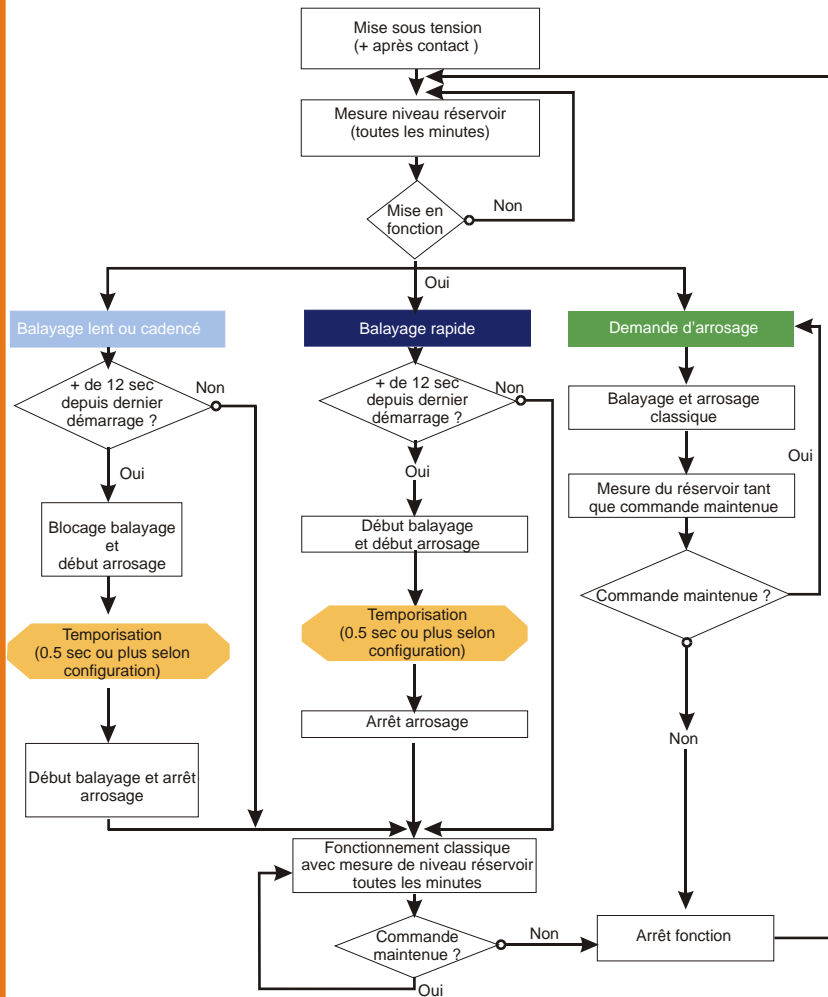 Mise sous tension
(+ après contact )
Mesure niveau réservoir
(toutes les minutes)
Mise en
fonction
Non
Oui
Balayage lent ou cadencé
Balayage rapide
Demande d'arrosage
+ de 12 sec
depuis dernier
démarrage ?
Non
Oui
Blocage balayage
et
début arrosage
Temporisation
(0.5 sec ou plus selon
configuration)
Début balayage et arrêt
arrosage
+ de 12 sec
depuis dernier
démarrage ?
Non
Oui
Début balayage
et début arrosage
Temporisation
(0.5 sec ou plus selon
configuration)
Arrêt arrosage
Balayage et arrosage
classique
Oui
Mesure du réservoir tant
que commande maintenue
Commande maintenue ?
Non
Fonctionnement classique
avec mesure de niveau réservoir
toutes les minutes
Commande
maintenue ?
Non
Oui
Arrêt fonction